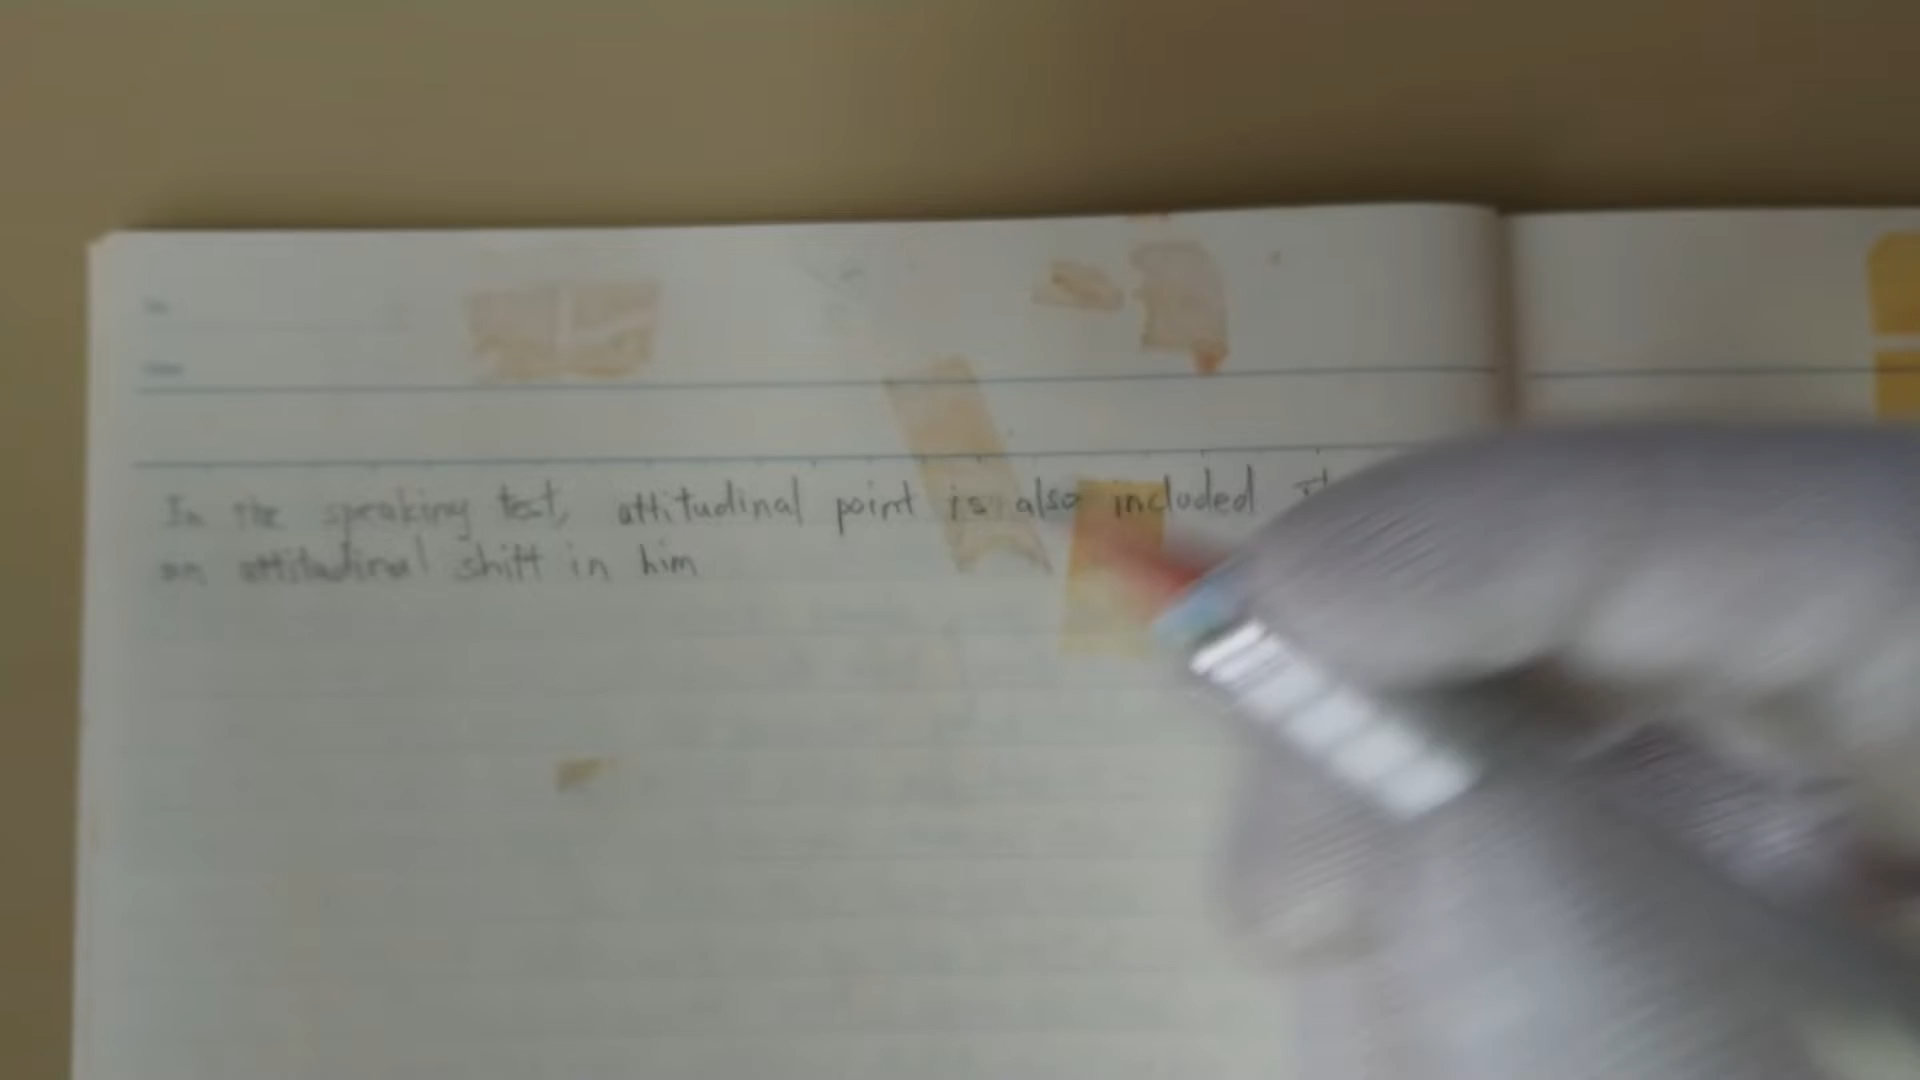 In the speaking test, attitudinal point is also included
an attitudinal shift in him